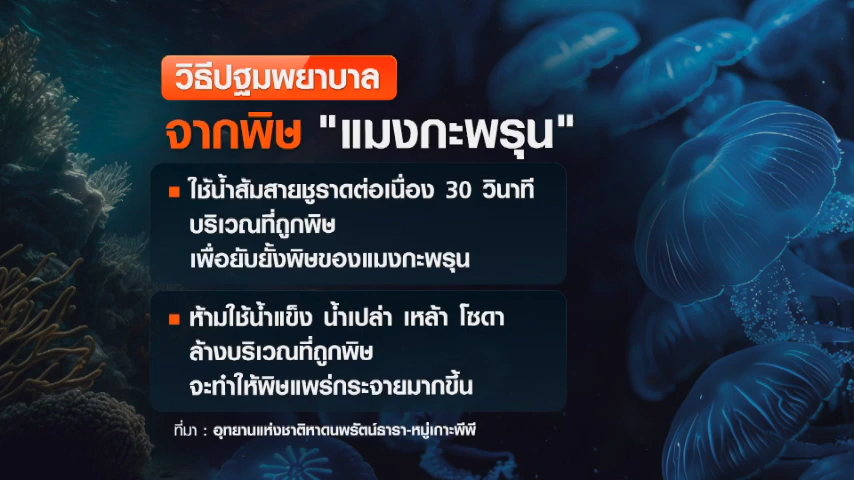 วิธีปฐมพยาบาล
จากพิษ "แมงกะพรุน"
ใช้น้ำส้มสายชูราดต่อเนื่อง 30 วินาที
บริเวณที่ถูกพิษ
เพื่อยับยั้งพิษของแมงกะพรุน
ห้ามใช้น้ำแข็ง น้ำเปล่า เหล้า โซดา
ล้างบริเวณที่ถูกพิษ
จะทำให้พิษแพร่กระจายมากขึ้น
ที่มา : อุทยานแห่งชาติหาดนพรัตน์ธารา-หมู่เกาะพีพี